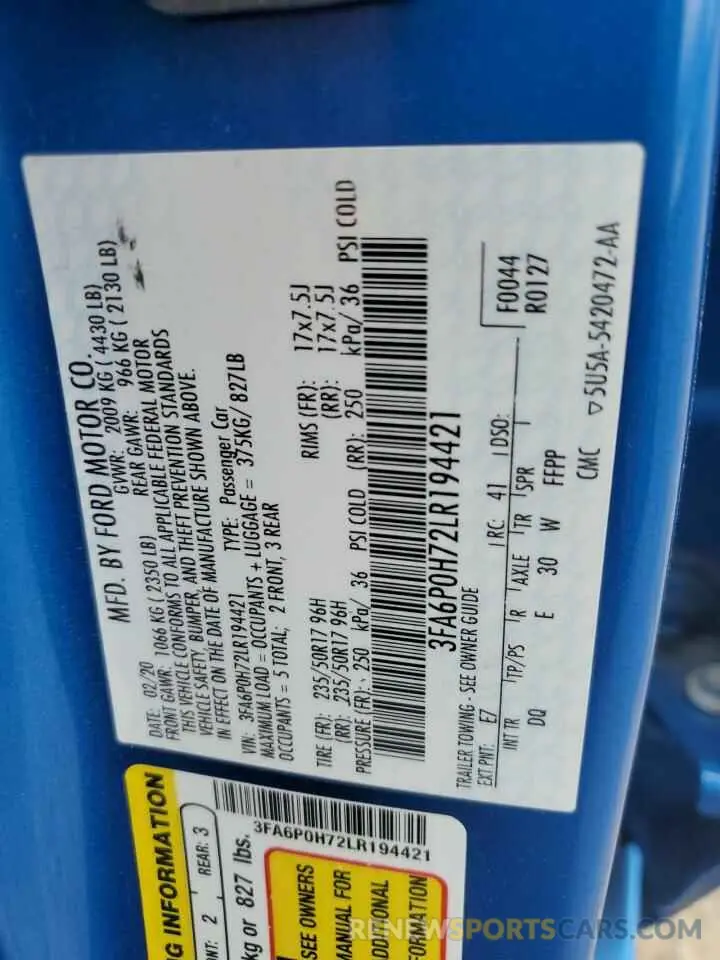 MFD. BY FORD MOTOR CO.
DATE: 02/20 GVWR: 2009 KG ( 4430 LB)
FRONT GAWR: 1066 KG ( 2350 LB) REAR GAWR: 966 KG ( 2130 LB)
THIS VEHICLE CONFORMS TO ALL APPLICABLE FEDERAL MOTOR
VEHICLE SAFETY, BUMPER, AND THEFT PREVENTION STANDARDS
IN EFFECT ON THE DATE OF MANUFACTURE SHOWN ABOVE.
VIN: 3FA6P0H72LR194421 TYPE: Passenger Car
MAXIMUM LOAD = OCCUPANTS + LUGGAGE = 375KG/ 827LB
OCCUPANTS = 5 TOTAL; 2 FRONT, 3 REAR
TIRE (FR): 235/50R17 96H RIMS (FR): 17x7.5J
(RR): 235/50R17 96H (RR): 17x7.5J
PRESSURE (FR): 250 kPa/ 36 PSI COLD (RR): 250 kPa/ 36 PSI COLD
3FA6P0H72LR194421
TRAILER TOWING - SEE OWNER GUIDE
EXT PNT: E7 RC: 41 DSO: F0044
R0127
INT TR TP/PS R AXLE TR SPR
DQ E 30 W FFPP
CMC 5U5A-5420472-AA
NG INFORMATION
ONT: 2 REAR: 3
kg or 827 lbs.
3FA6P0H72LR194421
SEE OWNERS
MANUAL FOR
ADDITIONAL
INFORMATION
RENEWSPORTSCARS.COM